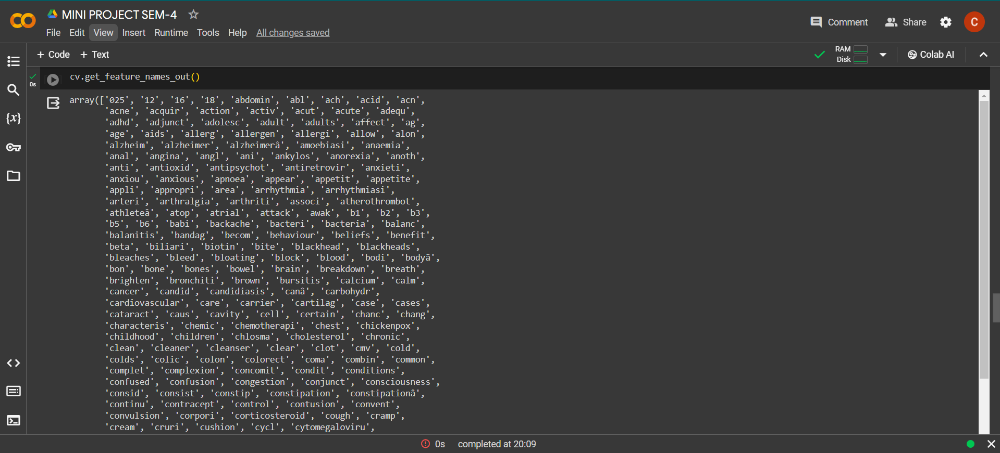 MINI PROJECT SEM-4
Comment
Share
C
File Edit View Insert Runtime Tools Help All changes saved
+ Code + Text
RAM
Disk
Colab AI
0s
cv.get_feature_names_out()
{x}
array(['025', '12', '16', '18', 'abdomin', 'abl', 'ach', 'acid', 'acn',
'acne', 'acquir', 'action', 'activ', 'acut', 'acute', 'adequ',
'adhd', 'adjunct', 'adolesc', 'adult', 'adults', 'affect', 'ag',
'age', 'aids', 'allerg', 'allergen', 'allergi', 'allow', 'alon',
'alzheim', 'alzheimer', 'alzheimerâ', 'amoebiasi', 'anaemia',
'anal', 'angina', 'angl', 'ani', 'ankylos', 'anorexia', 'anoth',
'anti', 'antioxid', 'antipsychot', 'antiretrovir', 'anxieti',
'anxiou', 'anxious', 'apnoea', 'appear', 'appetit', 'appetite',
'appli', 'appropri', 'area', 'arrhythmia', 'arrhythmiasi',
'arteri', 'arthralgia', 'arthriti', 'associ', 'atherothrombot',
'athleteâ', 'atop', 'atrial', 'attack', 'awak', 'b1', 'b2', 'b3',
'b5', 'b6', 'babi', 'backache', 'bacteri', 'bacteria', 'balanc',
'balanitis', 'bandag', 'becom', 'behaviour', 'beliefs', 'benefit',
'beta', 'biliari', 'biotin', 'bite', 'blackhead', 'blackheads',
'bleaches', 'bleed', 'bloating', 'block', 'blood', 'bodi', 'bodyâ',
'bon', 'bone', 'bones', 'bowel', 'brain', 'breakdown', 'breath',
'brighten', 'bronchiti', 'brown', 'bursitis', 'calcium', 'calm',
'cancer', 'candid', 'candidiasis', 'canâ', 'carbohydr',
'cardiovascular', 'care', 'carrier', 'cartilag', 'case', 'cases',
'cataract', 'caus', 'cavity', 'cell', 'certain', 'chanc', 'chang',
'characteris', 'chemic', 'chemotherapi', 'chest', 'chickenpox',
'childhood', 'children', 'chlosma', 'cholesterol', 'chronic',
'clean', 'cleaner', 'cleanser', 'clear', 'clot', 'cmv', 'cold',
'colds', 'colic', 'colon', 'colorect', 'coma', 'combin', 'common',
'complet', 'complexion', 'concomit', 'condit', 'conditions',
'confused', 'confusion', 'congestion', 'conjunct', 'consciousness',
'consid', 'consist', 'constip', 'constipation', 'constipationâ',
'continu', 'contracept', 'control', 'contusion', 'convent',
'convulsion', 'corpori', 'corticosteroid', 'cough', 'cramp',
'cream', 'cruri', 'cushion', 'cycl', 'cytomegaloviru',
0s completed at 20:09